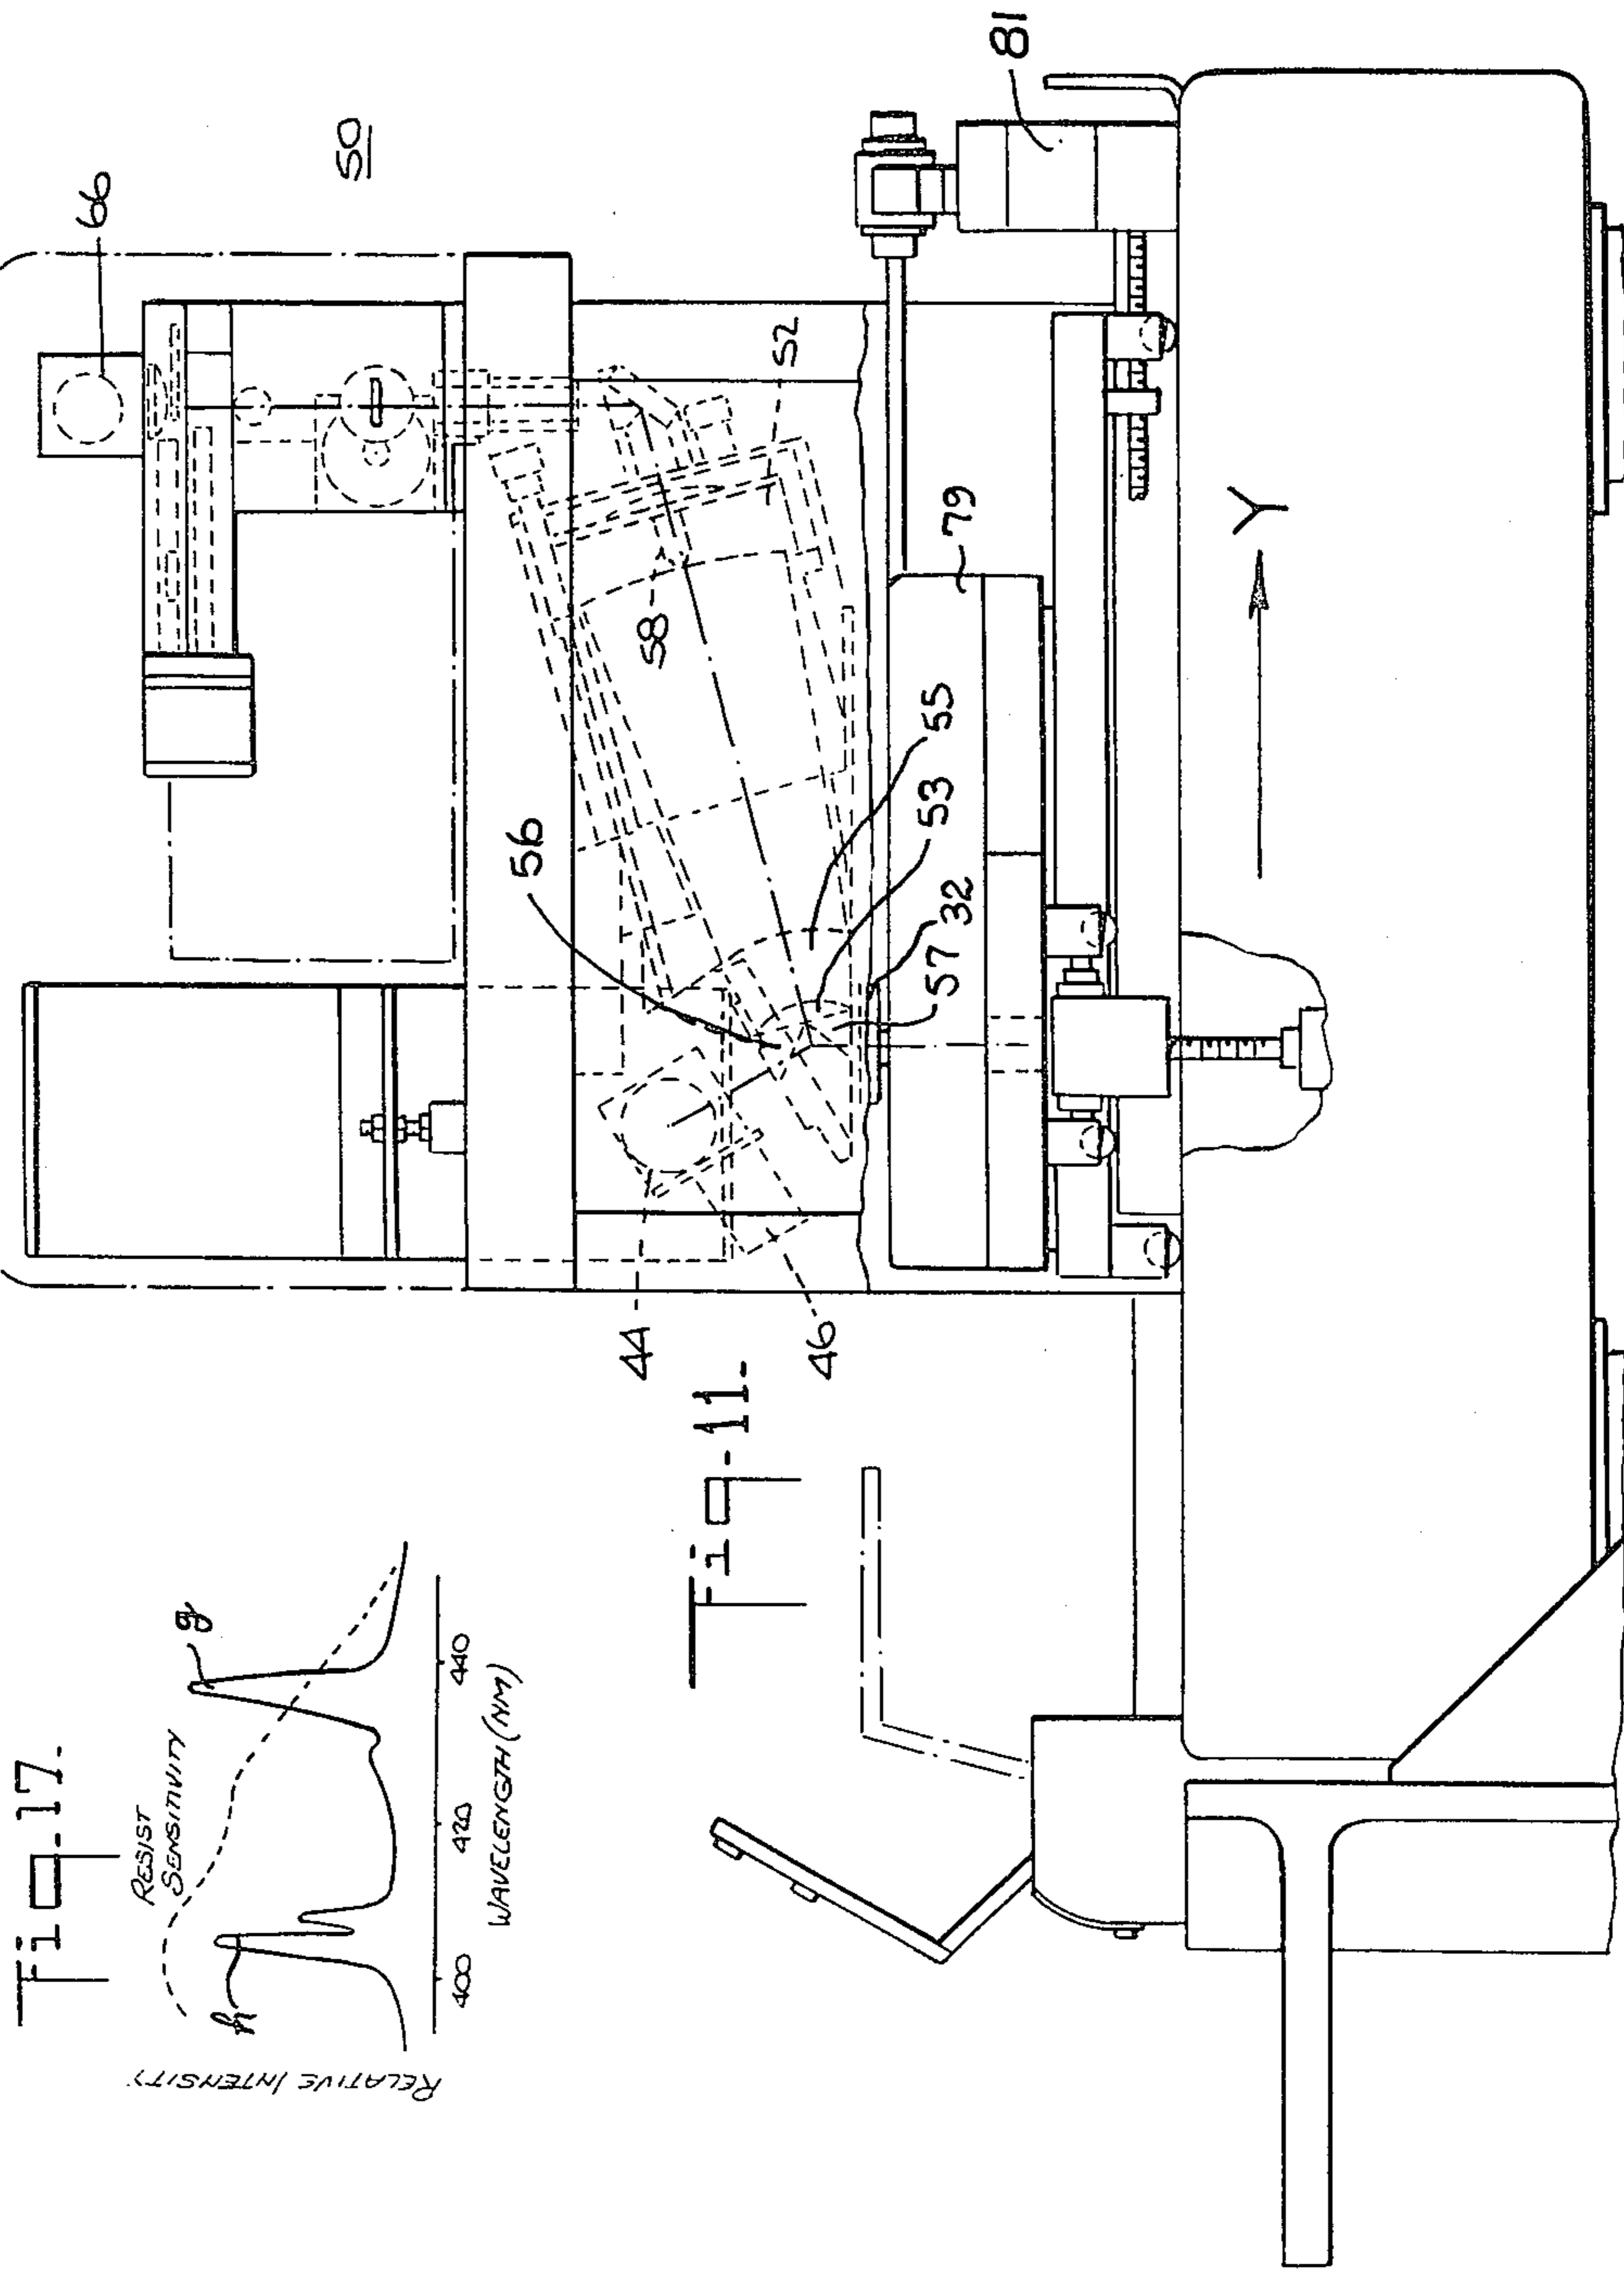 Fig-17.
RELATIVE INTENSITY
RESIST
SENSITIVITY
h
g
400 420 440
WAVELENGTH (NM)
Fig-11.
50
66
44
46
56
58
52
55
53
57
32
79
81
Y